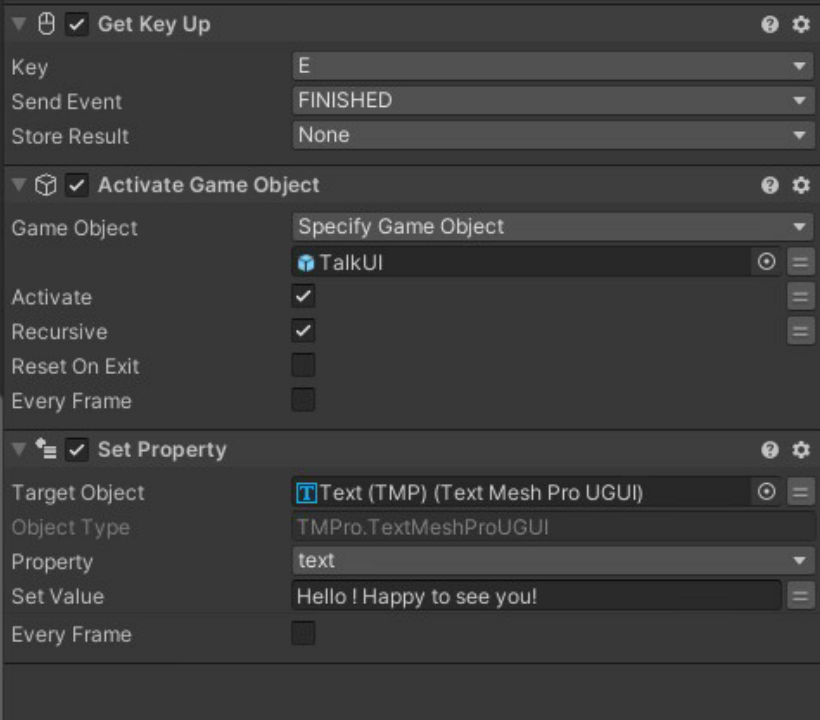 Get Key Up
Key E
Send Event FINISHED
Store Result None
Activate Game Object
Game Object Specify Game Object
TalkUI
Activate
Recursive
Reset On Exit
Every Frame
Set Property
Target Object Text (TMP) (Text Mesh Pro UGUI)
Object Type TMPro.TextMeshProUGUI
Property text
Set Value Hello ! Happy to see you!
Every Frame